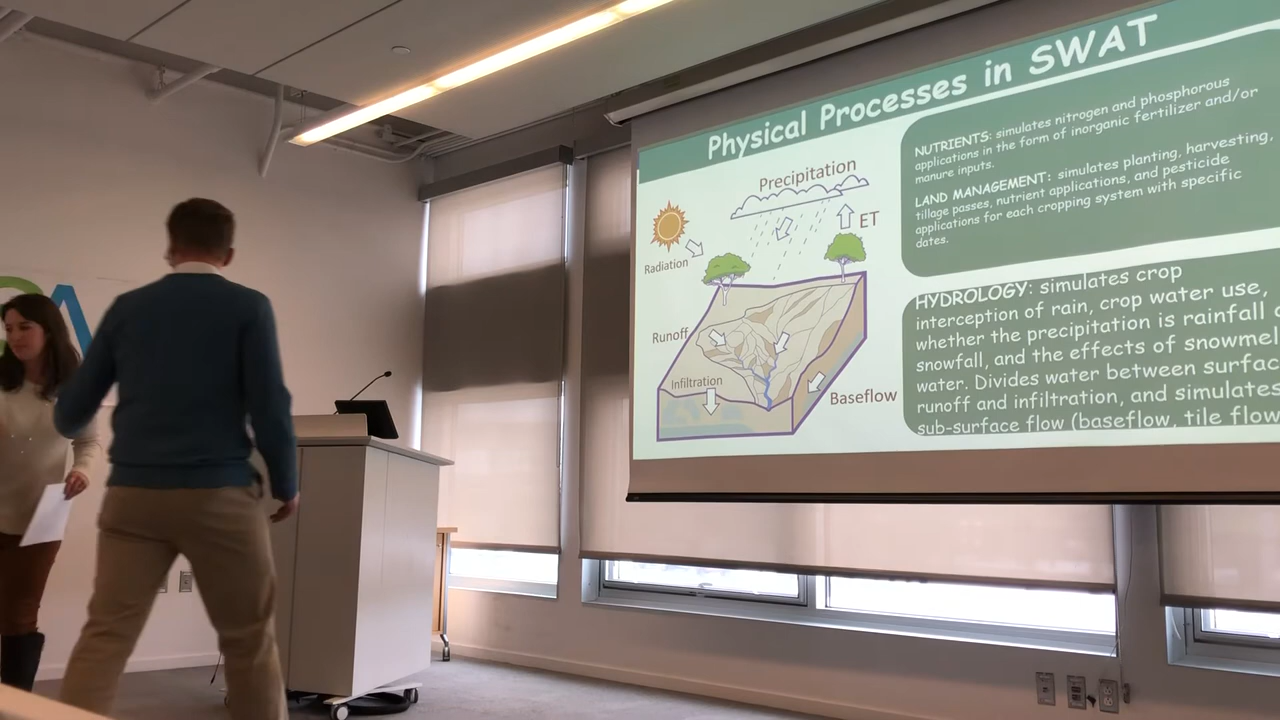 Physical Processes in SWAT
Precipitation
ET
Radiation
Runoff
Infiltration
Baseflow
NUTRIENTS: simulates nitrogen and phosphorous
applications in the form of inorganic fertilizer and/or
manure inputs.
LAND MANAGEMENT: simulates planting, harvesting,
tillage passes, nutrient applications, and pesticide
applications for each cropping system with specific
dates.
HYDROLOGY: simulates crop
interception of rain, crop water use,
whether the precipitation is rainfall
snowfall, and the effects of snowmel
water. Divides water between surfac
runoff and infiltration, and simulates
sub-surface flow (baseflow, tile flow